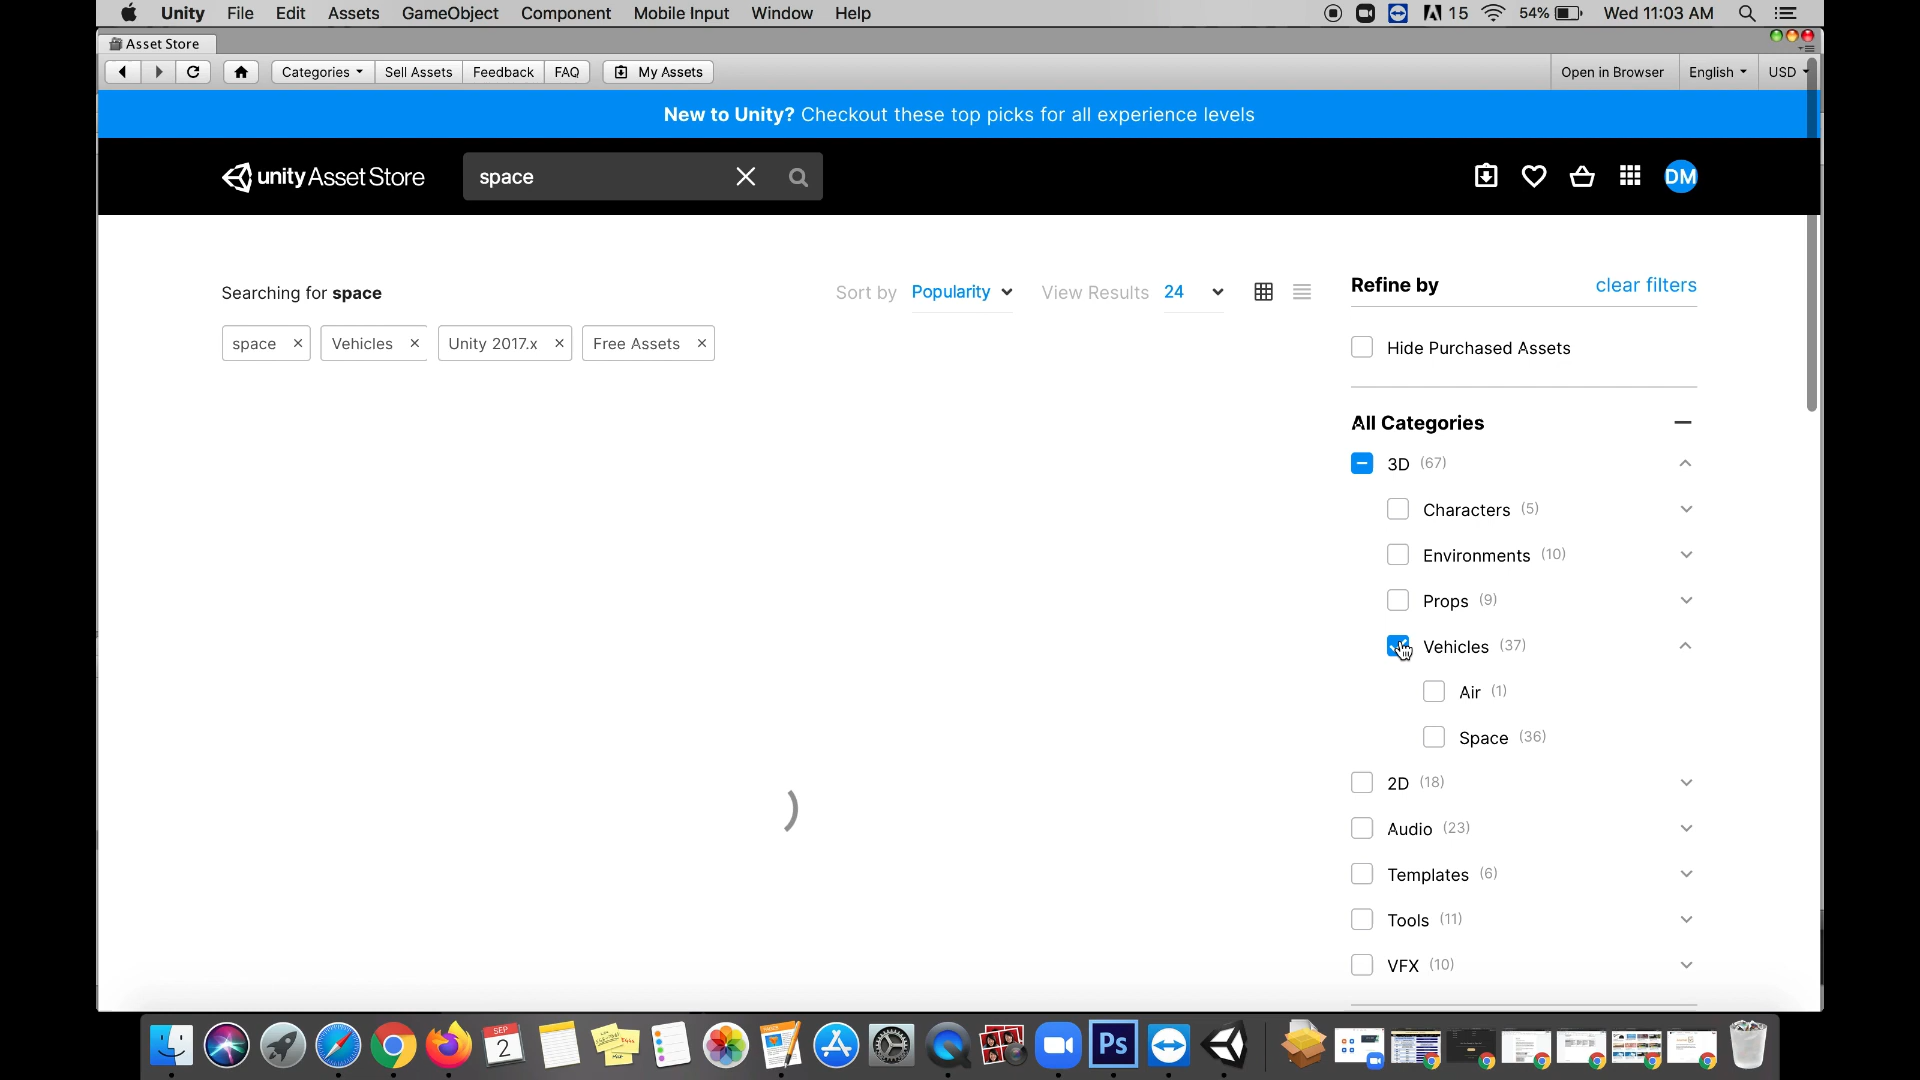 Unity File Edit Assets GameObject Component Mobile Input Window Help 15 54% Wed 11:03 AM
Asset Store
Categories Sell Assets Feedback FAQ My Assets Open in Browser English USD
New to Unity? Checkout these top picks for all experience levels
unity Asset Store space DM
Searching for space Sort by Popularity View Results 24
space × Vehicles × Unity 2017.x × Free Assets ×
Refine by clear filters
Hide Purchased Assets
All Categories
3D (67)
Characters (5)
Environments (10)
Props (9)
Vehicles (37)
Air (1)
Space (36)
2D (18)
Audio (23)
Templates (6)
Tools (11)
VFX (10)
SEP
2
Ps